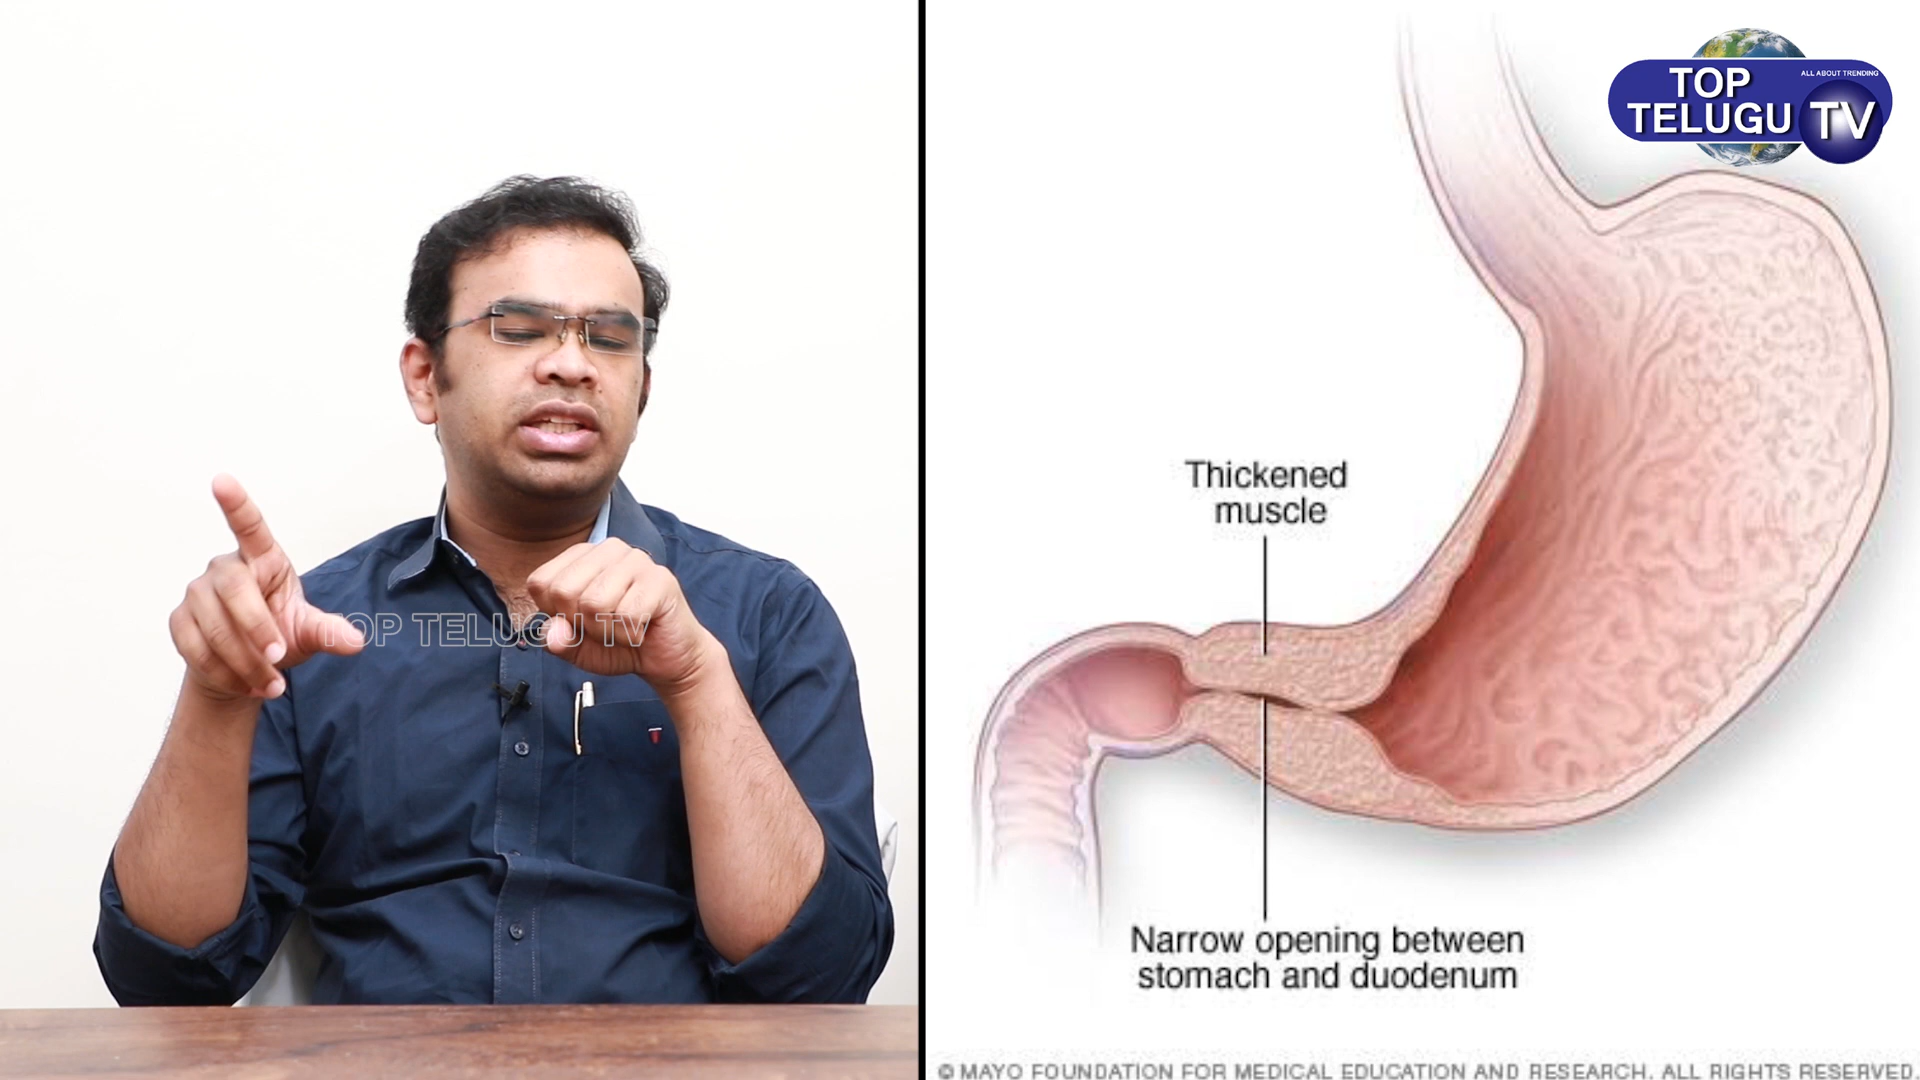 TOP
ALL ABOUT TRENDING
TELUGU TV
Thickened
muscle
TOP TELUGU TV
Narrow opening between
stomach and duodenum
© MAYO FOUNDATION FOR MEDICAL EDUCATION AND RESEARCH. ALL RIGHTS RESERVED.